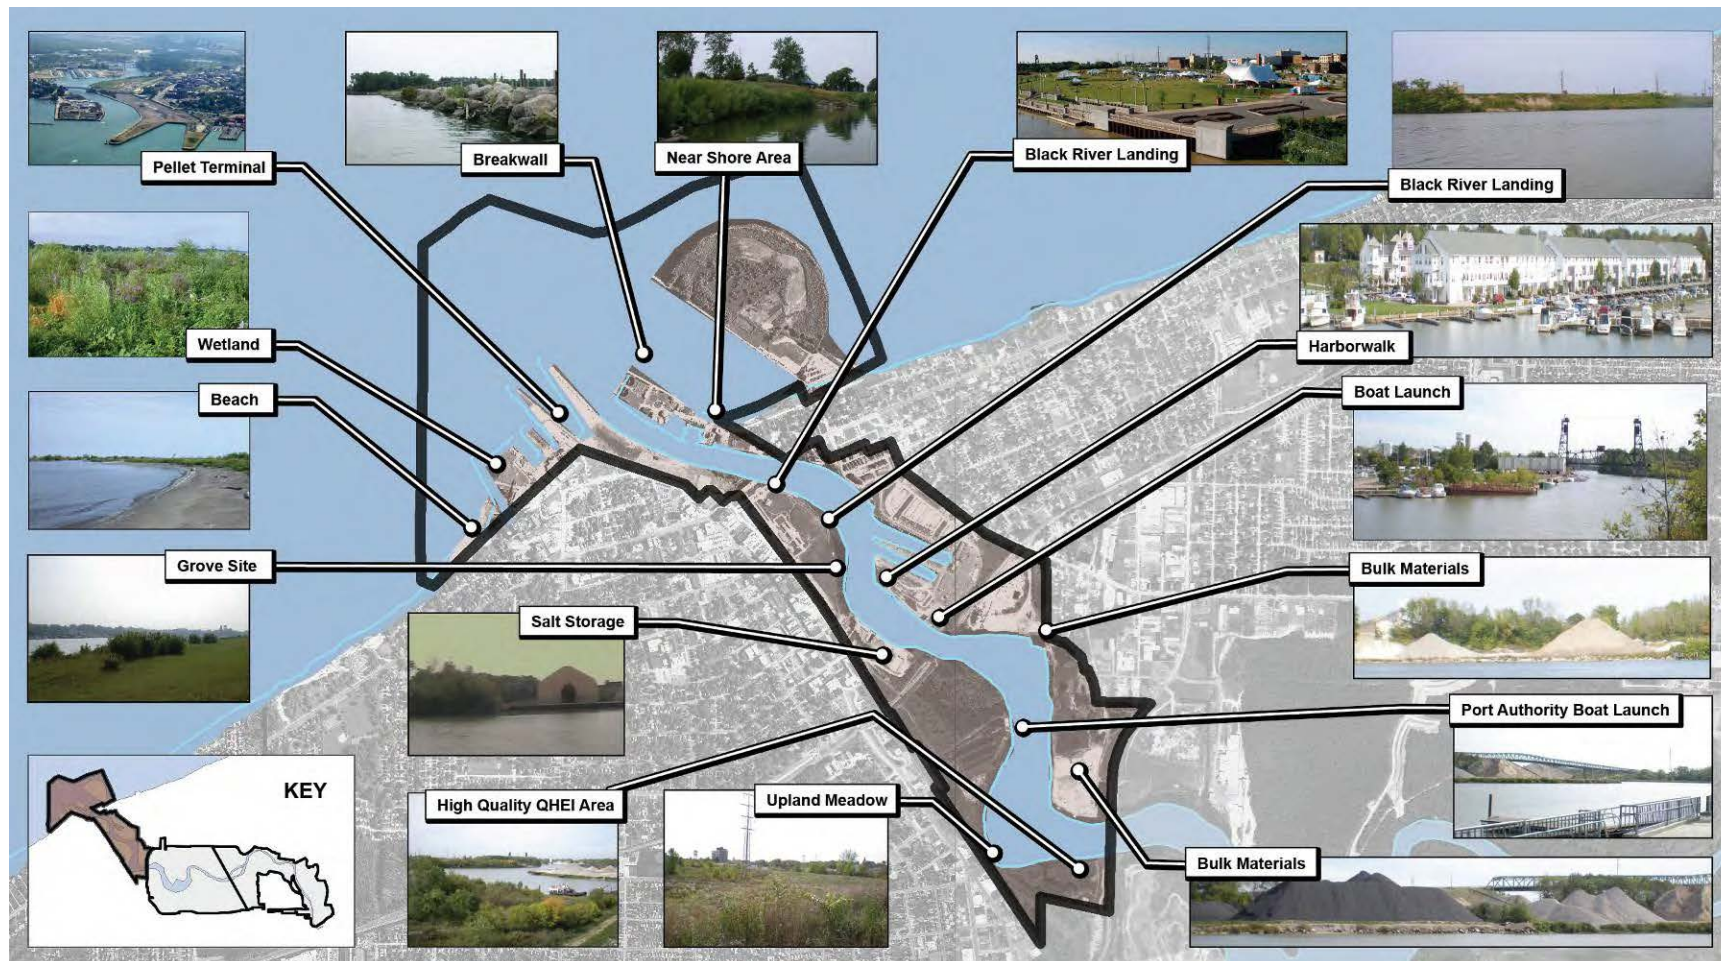 Pellet Terminal
Breakwall
Near Shore Area
Black River Landing
Black River Landing
Wetland
Harborwalk
Beach
Boat Launch
Grove Site
Bulk Materials
Salt Storage
Port Authority Boat Launch
KEY
High Quality QHEI Area
Upland Meadow
Bulk Materials